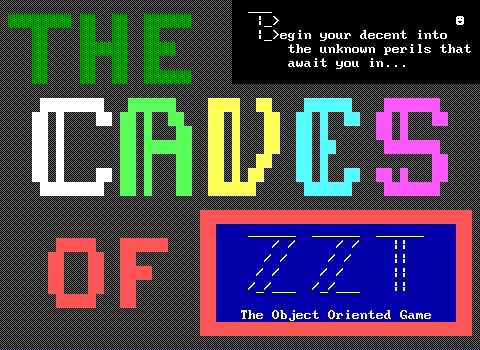 THE
Begin your decent into
the unknown perils that
await you in...
CAVES
OF
ZZT
The Object Oriented Game